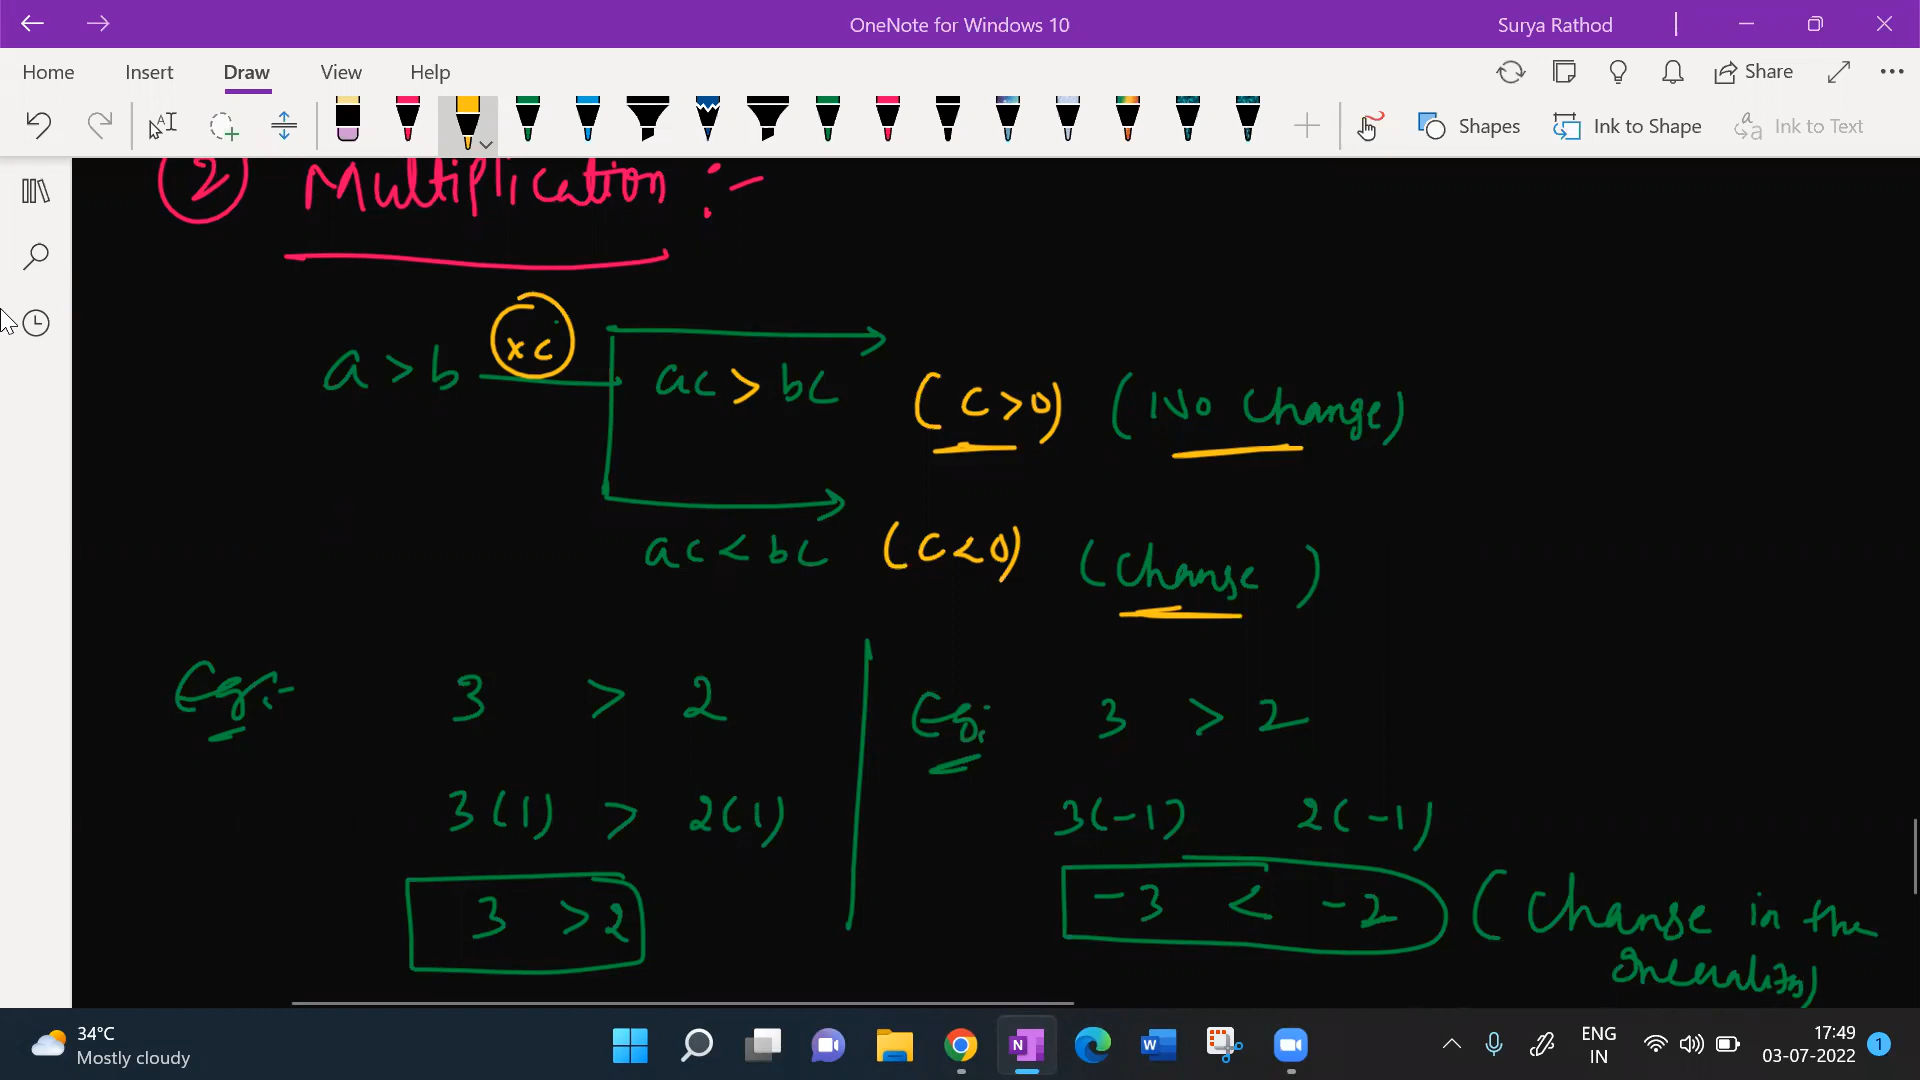 OneNote for Windows 10
Surya Rathod
Home Insert Draw View Help
Share
Shapes
Ink to Shape
Ink to Text
② Multiplication :-
a > b
xc
ac > bc (c>0) (No Change)
ac < bc (c<0) (Change)
Eg:- 3 > 2
3(1) > 2(1)
3 > 2
Eg: 3 > 2
3(-1) 2(-1)
-3 < -2 (Change in the
34°C
Mostly cloudy
ENG
IN
17:49
03-07-2022
1